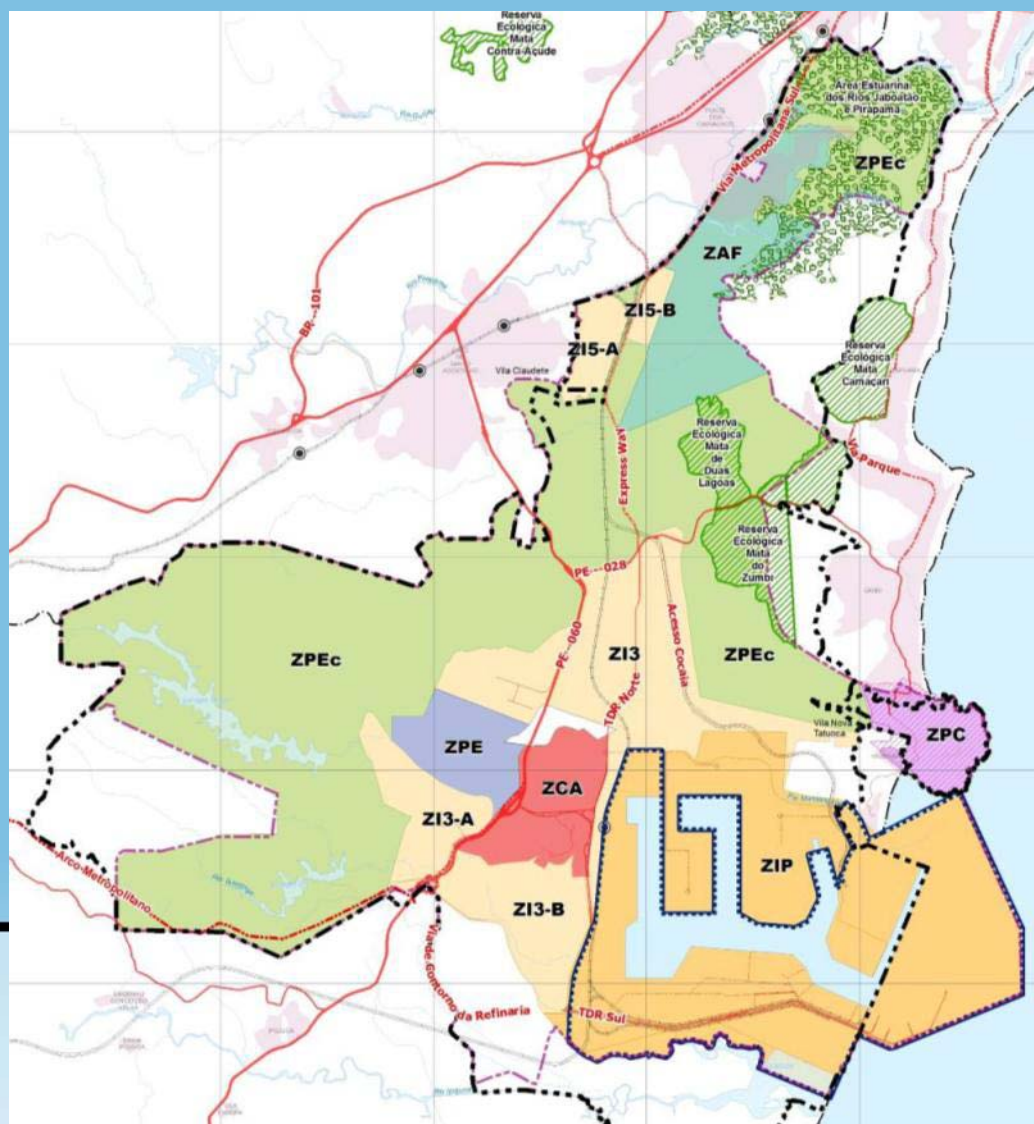 Reserva
Ecológica
Mata
Contra-Açude
Área Estuarina
dos Rios Jaboatão
e Pirapama
Via Metropolitana Sul
ZPEc
ZAF
BR---101
ZI5-B
ZI5-A
Vila Claudete
Reserva
Ecológica
Mata
Camaçari
Reserva
Ecológica
Mata
de
Duas
Lagoas
Express Way
Via Parque
Reserva
Ecológica
Mata
do
Zumbi
PE---028
PE---060
Acesso Cocaia
ZPEc
ZI3
ZPEc
TDR Norte
Vila Nova
Tatuoca
ZPC
ZPE
ZCA
ZI3-A
ZIP
Arco Metropolitano
ZI3-B
Via de Contorno da Refinaria
TDR Sul